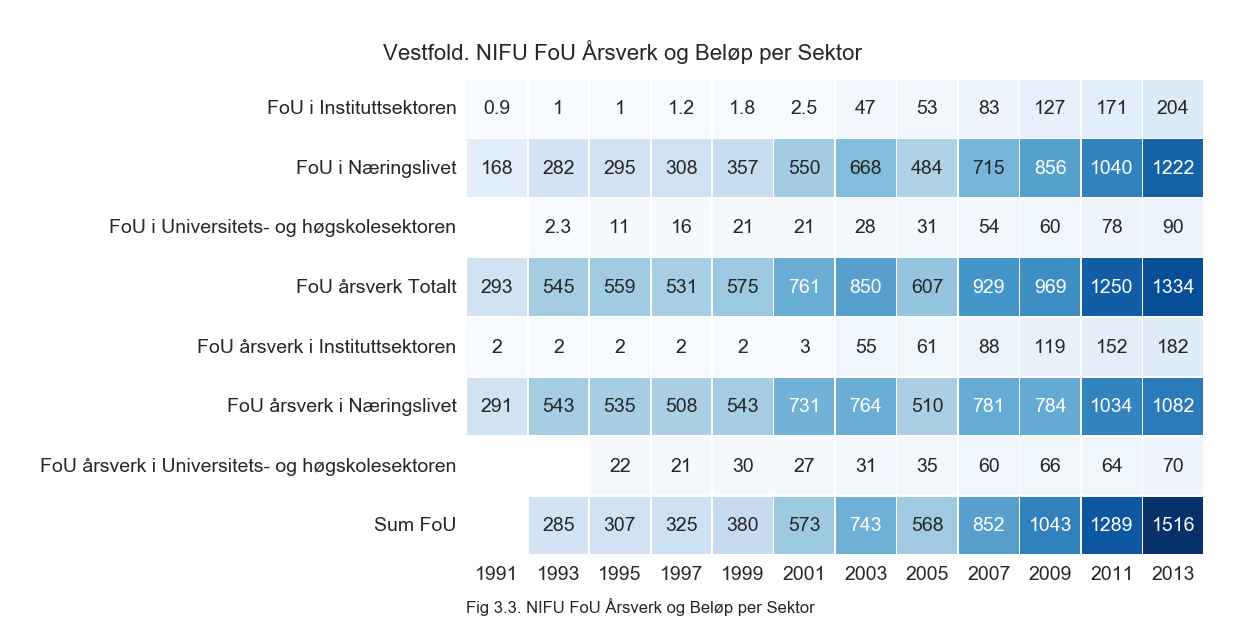 Vestfold. NIFU FoU Årsverk og Beløp per Sektor
FoU i Instituttsektoren 0.9 1 1 1.2 1.8 2.5 47 53 83 127 171 204
FoU i Næringslivet 168 282 295 308 357 550 668 484 715 856 1040 1222
FoU i Universitets- og høgskolesektoren 2.3 11 16 21 21 28 31 54 60 78 90
FoU årsverk Totalt 293 545 559 531 575 761 850 607 929 969 1250 1334
FoU årsverk i Instituttsektoren 2 2 2 2 2 3 55 61 88 119 152 182
FoU årsverk i Næringslivet 291 543 535 508 543 731 764 510 781 784 1034 1082
FoU årsverk i Universitets- og høgskolesektoren 22 21 30 27 31 35 60 66 64 70
Sum FoU 285 307 325 380 573 743 568 852 1043 1289 1516
1991 1993 1995 1997 1999 2001 2003 2005 2007 2009 2011 2013
Fig 3.3. NIFU FoU Årsverk og Beløp per Sektor